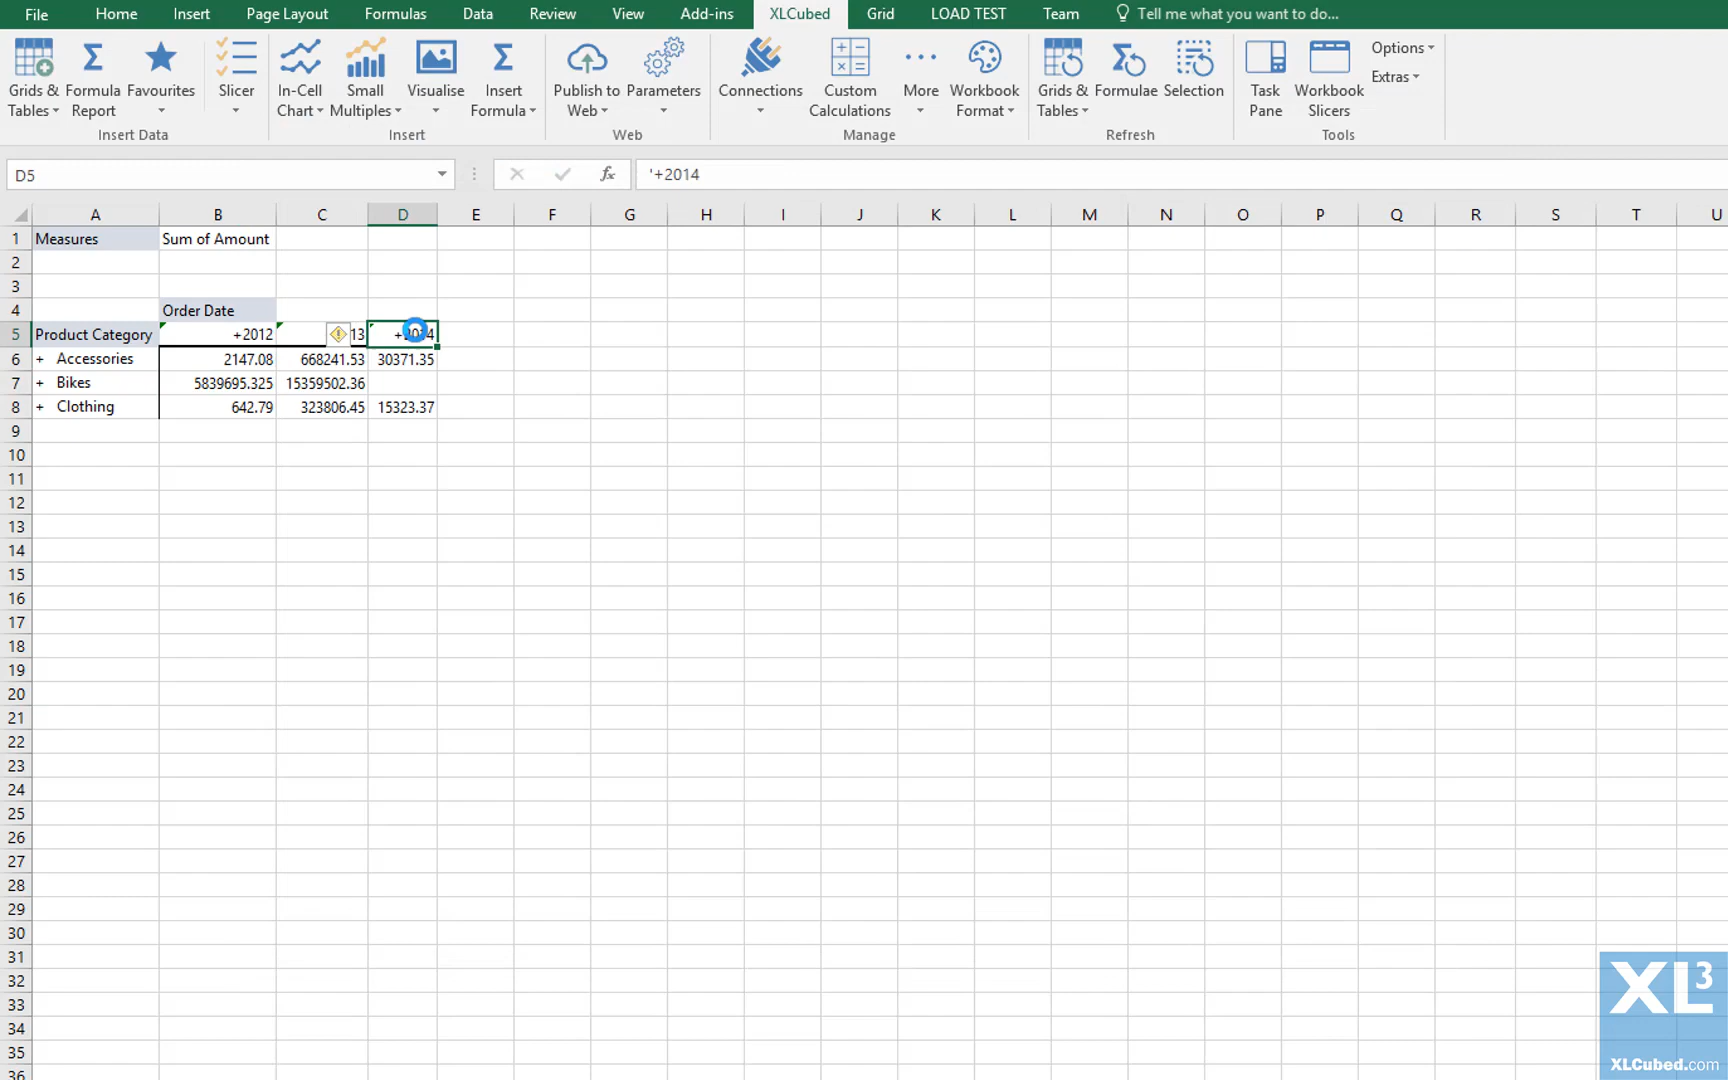 File Home Insert Page Layout Formulas Data Review View Add-ins XLCubed Grid LOAD TEST Team Tell me what you want to do...
Grids & Tables Formula Report Favourites Slicer In-Cell Chart Small Multiples Visualise Insert Formula Publish to Web Parameters Connections Custom Calculations More Workbook Format Grids & Tables Formulae Selection Task Pane Workbook Slicers Options Extras
Insert Data Insert Web Manage Refresh Tools
D5 fx '+2014
A B C D E F G H I J K L M N O P Q R S T U
1 Measures Sum of Amount
2
3
4 Order Date
5 Product Category +2012 13
6 + Accessories 2147.08 668241.53 30371.35
7 + Bikes 5839695.325 15359502.36
8 + Clothing 642.79 323806.45 15323.37
9
10
11
12
13
14
15
16
17
18
19
20
21
22
23
24
25
26
27
28
29
30
31
32
33
34
35
36
XL3
XLCubed.com